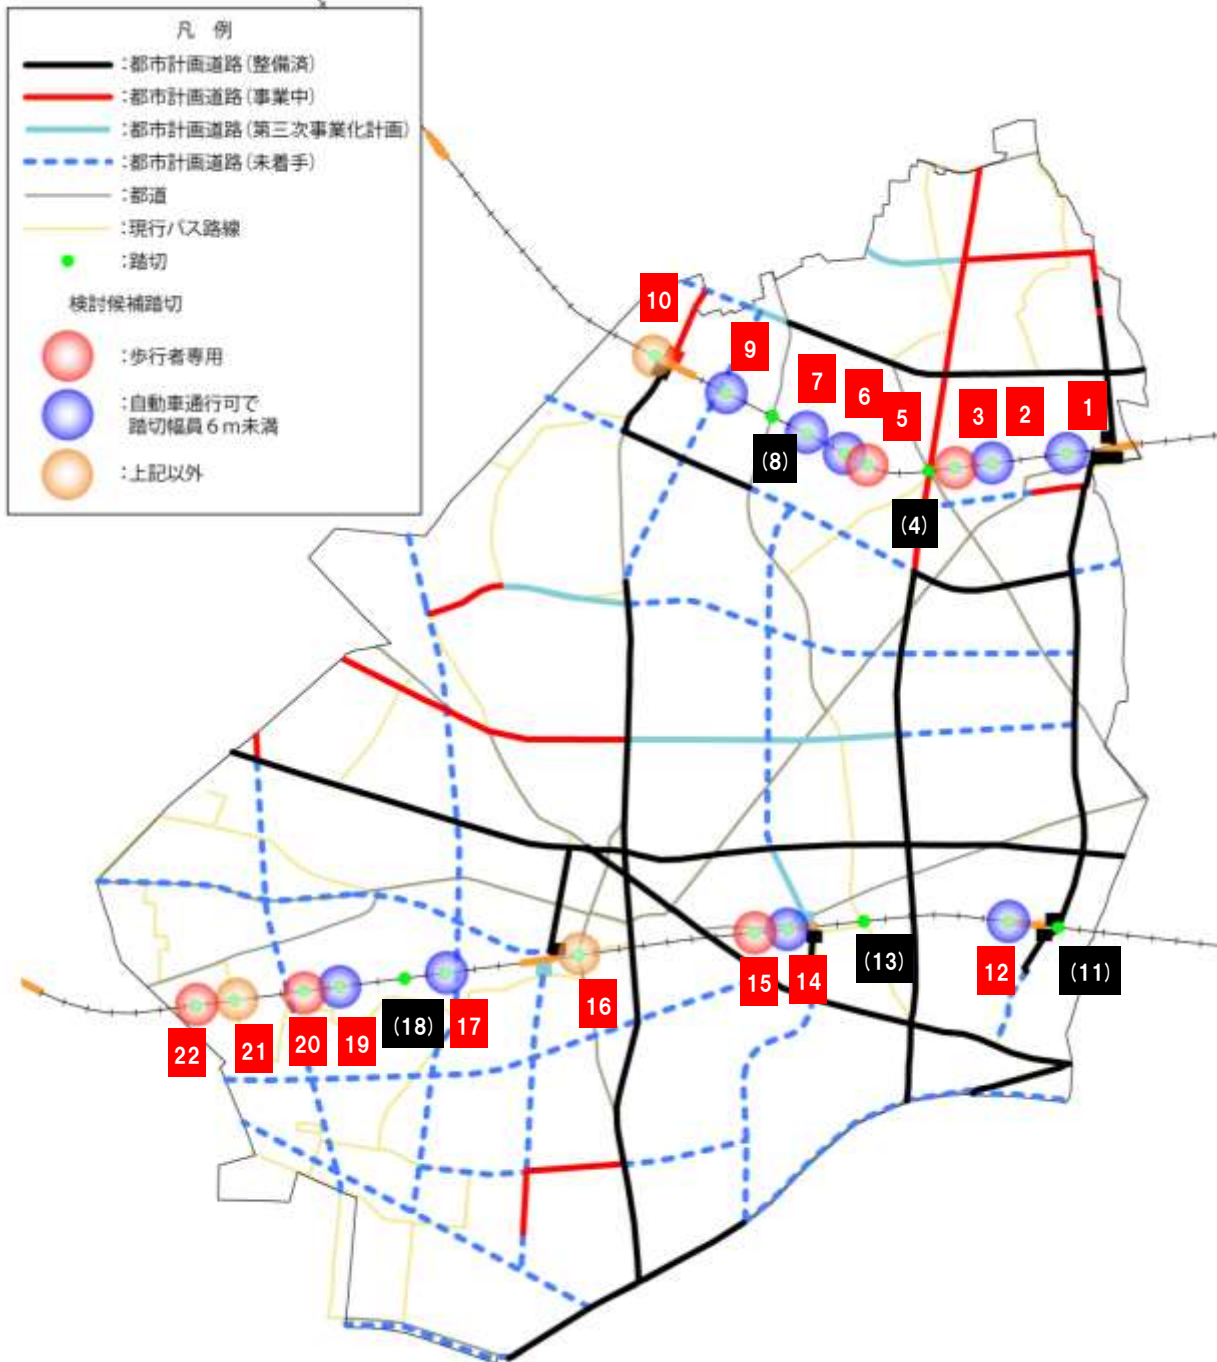 凡 例
:都市計画道路(整備済)
:都市計画道路(事業中)
:都市計画道路(第三次事業化計画)
:都市計画道路(未着手)
:都道
:現行バス路線
:踏切
検討候補踏切
:歩行者専用
:自動車通行可で
踏切幅員6m未満
:上記以外
10
9
7
6
5
3
2
1
(8)
(4)
15
14
(13)
12
(11)
16
22
21
20
19
(18)
17